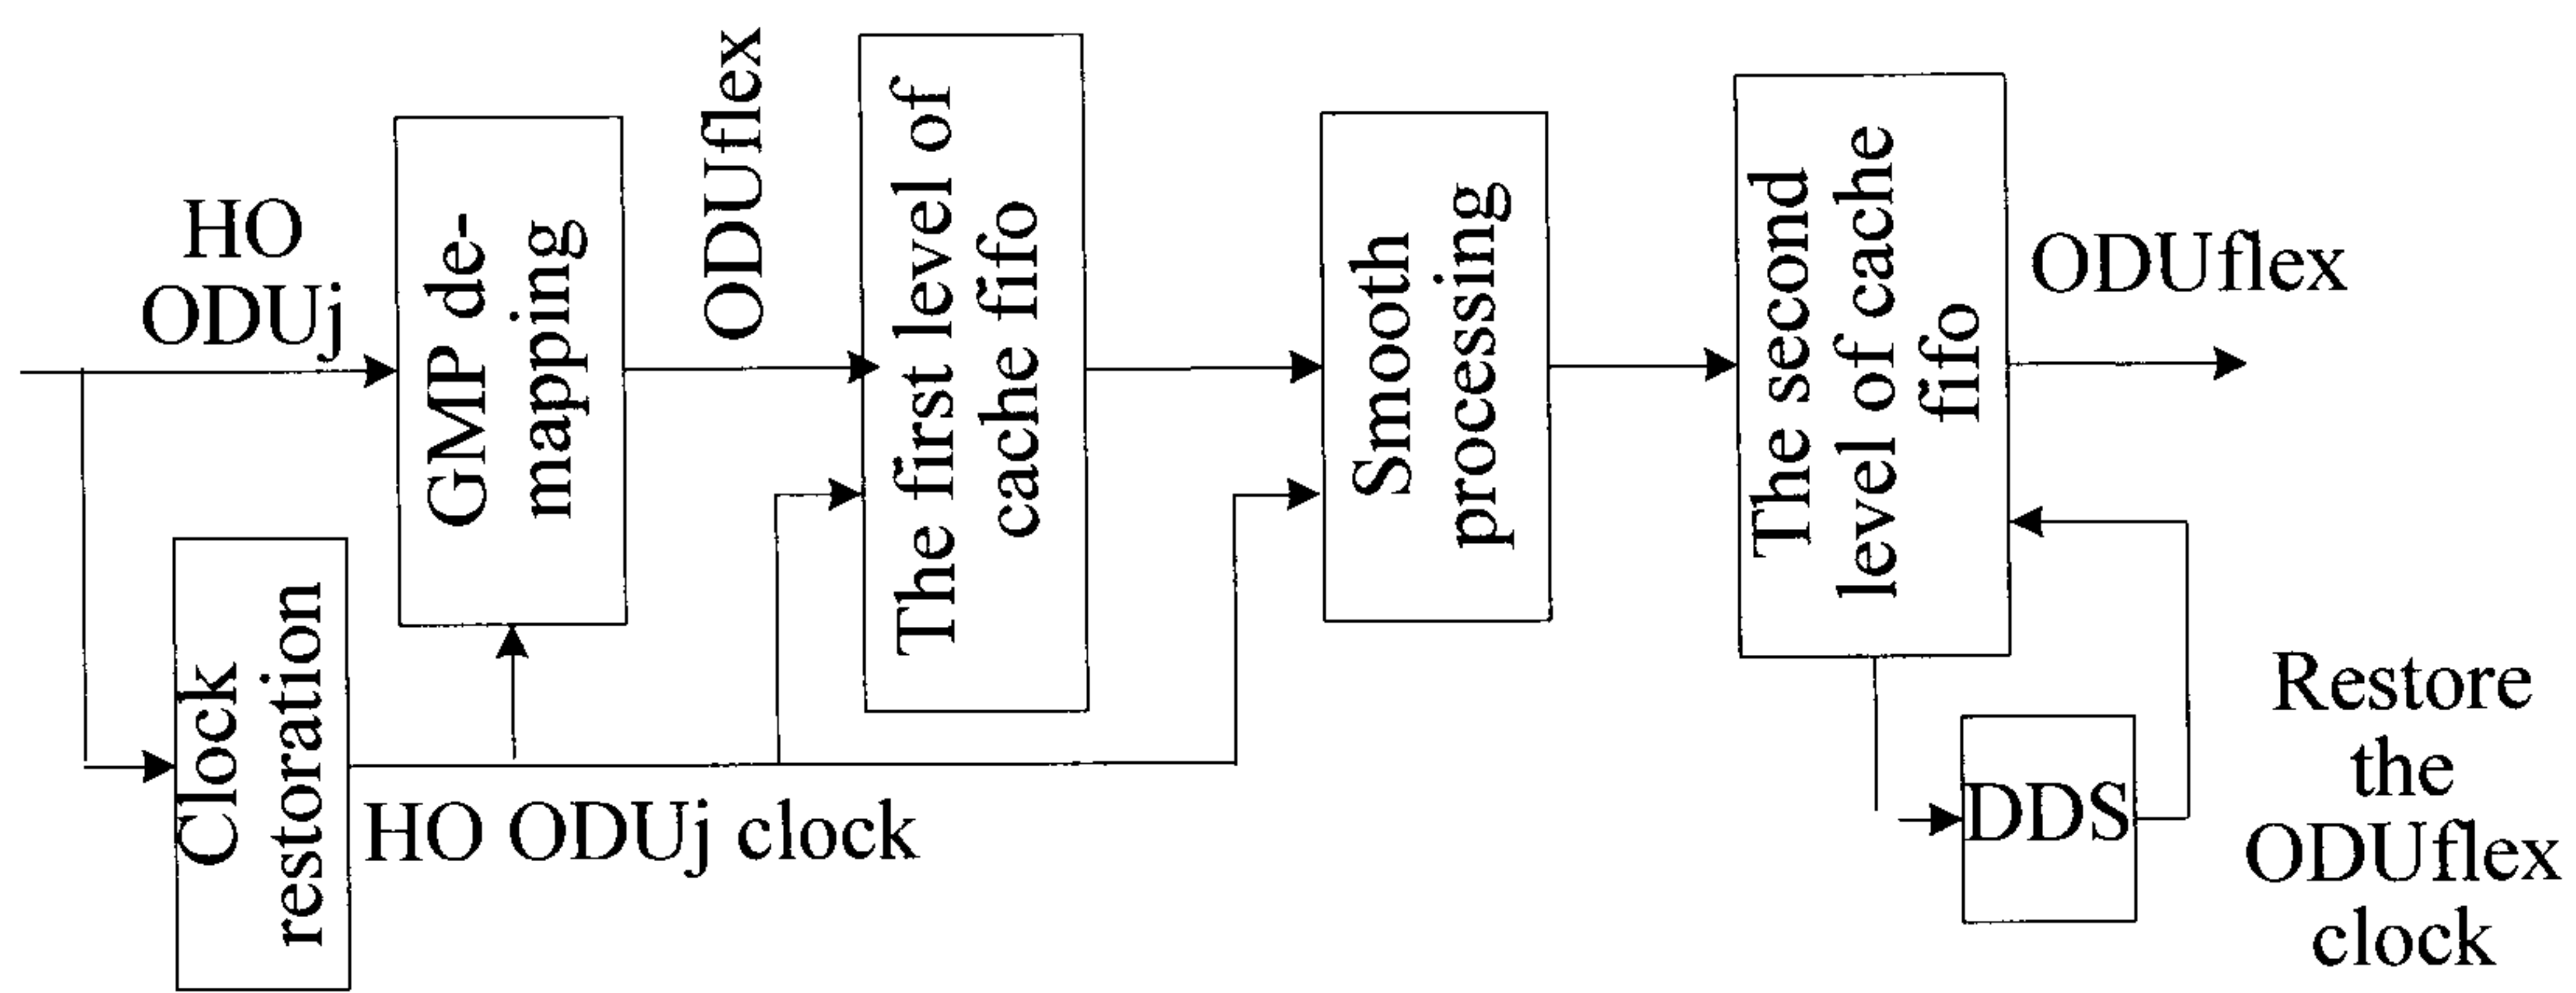 HO
ODUj
GMP de-
mapping
ODUflex
The first level of
cache fifo
Smooth
processing
The second
level of cache
fifo
ODUflex
Clock
restoration
HO ODUj clock
DDS
Restore
the
ODUflex
clock